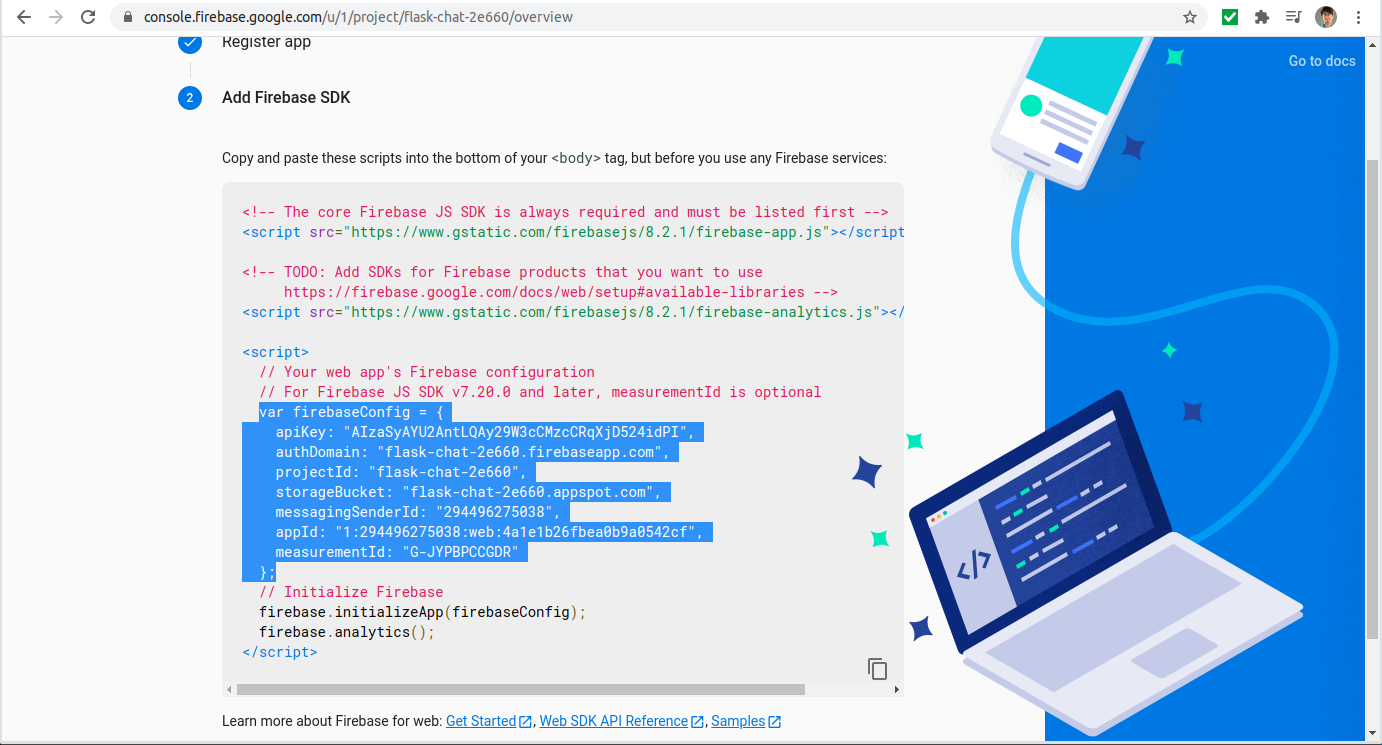 console.firebase.google.com/u/1/project/flask-chat-2e660/overview
Register app
Go to docs
2
Add Firebase SDK
Copy and paste these scripts into the bottom of your <body> tag, but before you use any Firebase services:
<!-- The core Firebase JS SDK is always required and must be listed first -->
<script src="https://www.gstatic.com/firebasejs/8.2.1/firebase-app.js"></script
<!-- TODO: Add SDKs for Firebase products that you want to use
https://firebase.google.com/docs/web/setup#available-libraries -->
<script src="https://www.gstatic.com/firebasejs/8.2.1/firebase-analytics.js"></
<script>
// Your web app's Firebase configuration
// For Firebase JS SDK v7.20.0 and later, measurementId is optional
var firebaseConfig = {
apiKey: "AIzaSyAYU2AntLQAy29W3cCMzcCRqXjD524idPI",
authDomain: "flask-chat-2e660.firebaseapp.com",
projectId: "flask-chat-2e660",
storageBucket: "flask-chat-2e660.appspot.com",
messagingSenderId: "294496275038",
appId: "1:294496275038:web:4a1e1b26fbea0b9a0542cf",
measurementId: "G-JYPBPCCGDR"
};
// Initialize Firebase
firebase.initializeApp(firebaseConfig);
firebase.analytics();
</script>
</>
Learn more about Firebase for web: Get Started, Web SDK API Reference, Samples